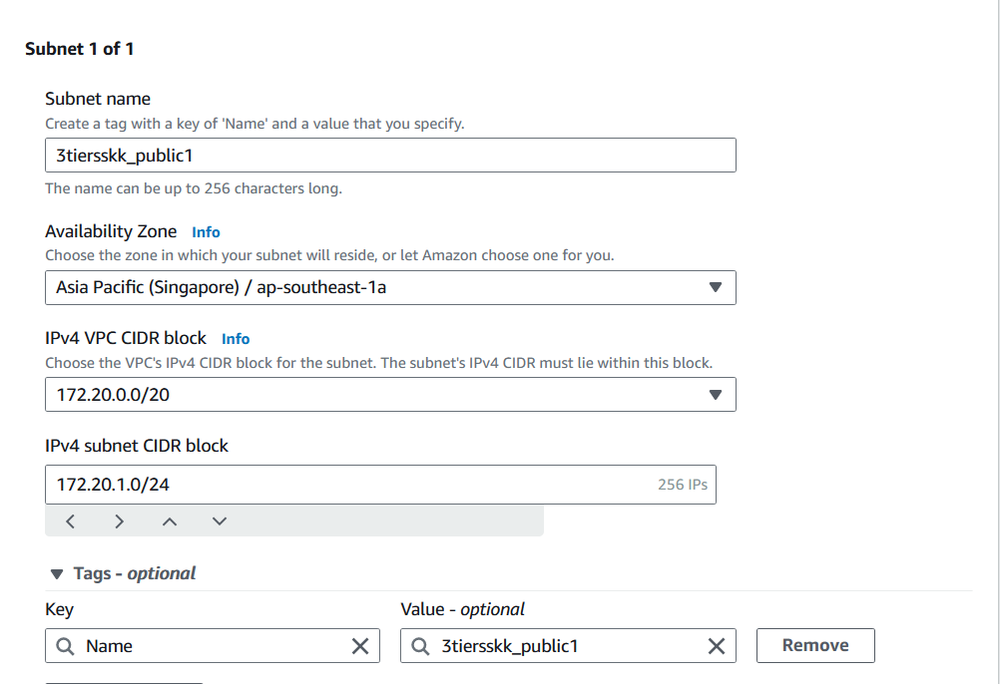 Subnet 1 of 1
Subnet name
Create a tag with a key of 'Name' and a value that you specify.
3tiersskk_public1
The name can be up to 256 characters long.
Availability Zone Info
Choose the zone in which your subnet will reside, or let Amazon choose one for you.
Asia Pacific (Singapore) / ap-southeast-1a
IPv4 VPC CIDR block Info
Choose the VPC's IPv4 CIDR block for the subnet. The subnet's IPv4 CIDR must lie within this block.
172.20.0.0/20
IPv4 subnet CIDR block
172.20.1.0/24 256 IPs
Tags - optional
Key Value - optional
Name 3tiersskk_public1 Remove